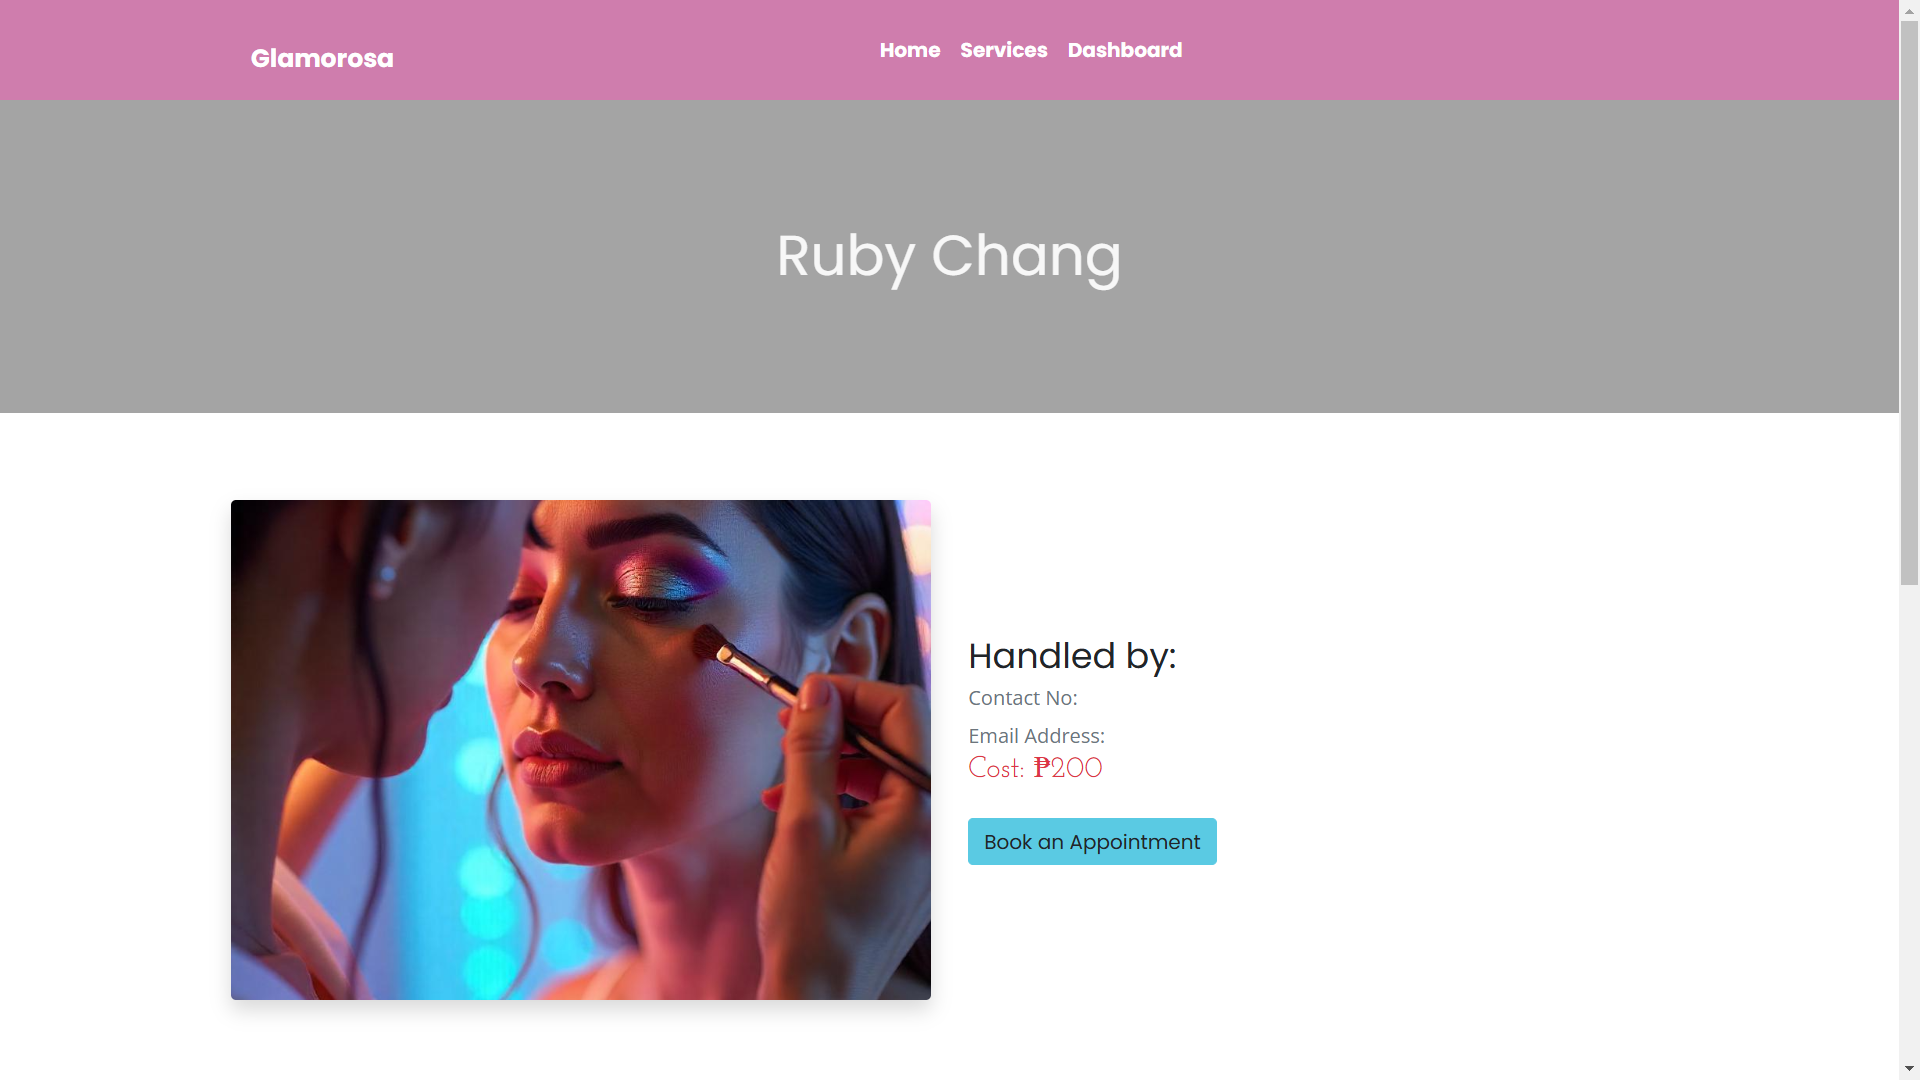 Glamorosa
Home Services Dashboard
Ruby Chang
Handled by:
Contact No:
Email Address:
Cost: ₱200
Book an Appointment